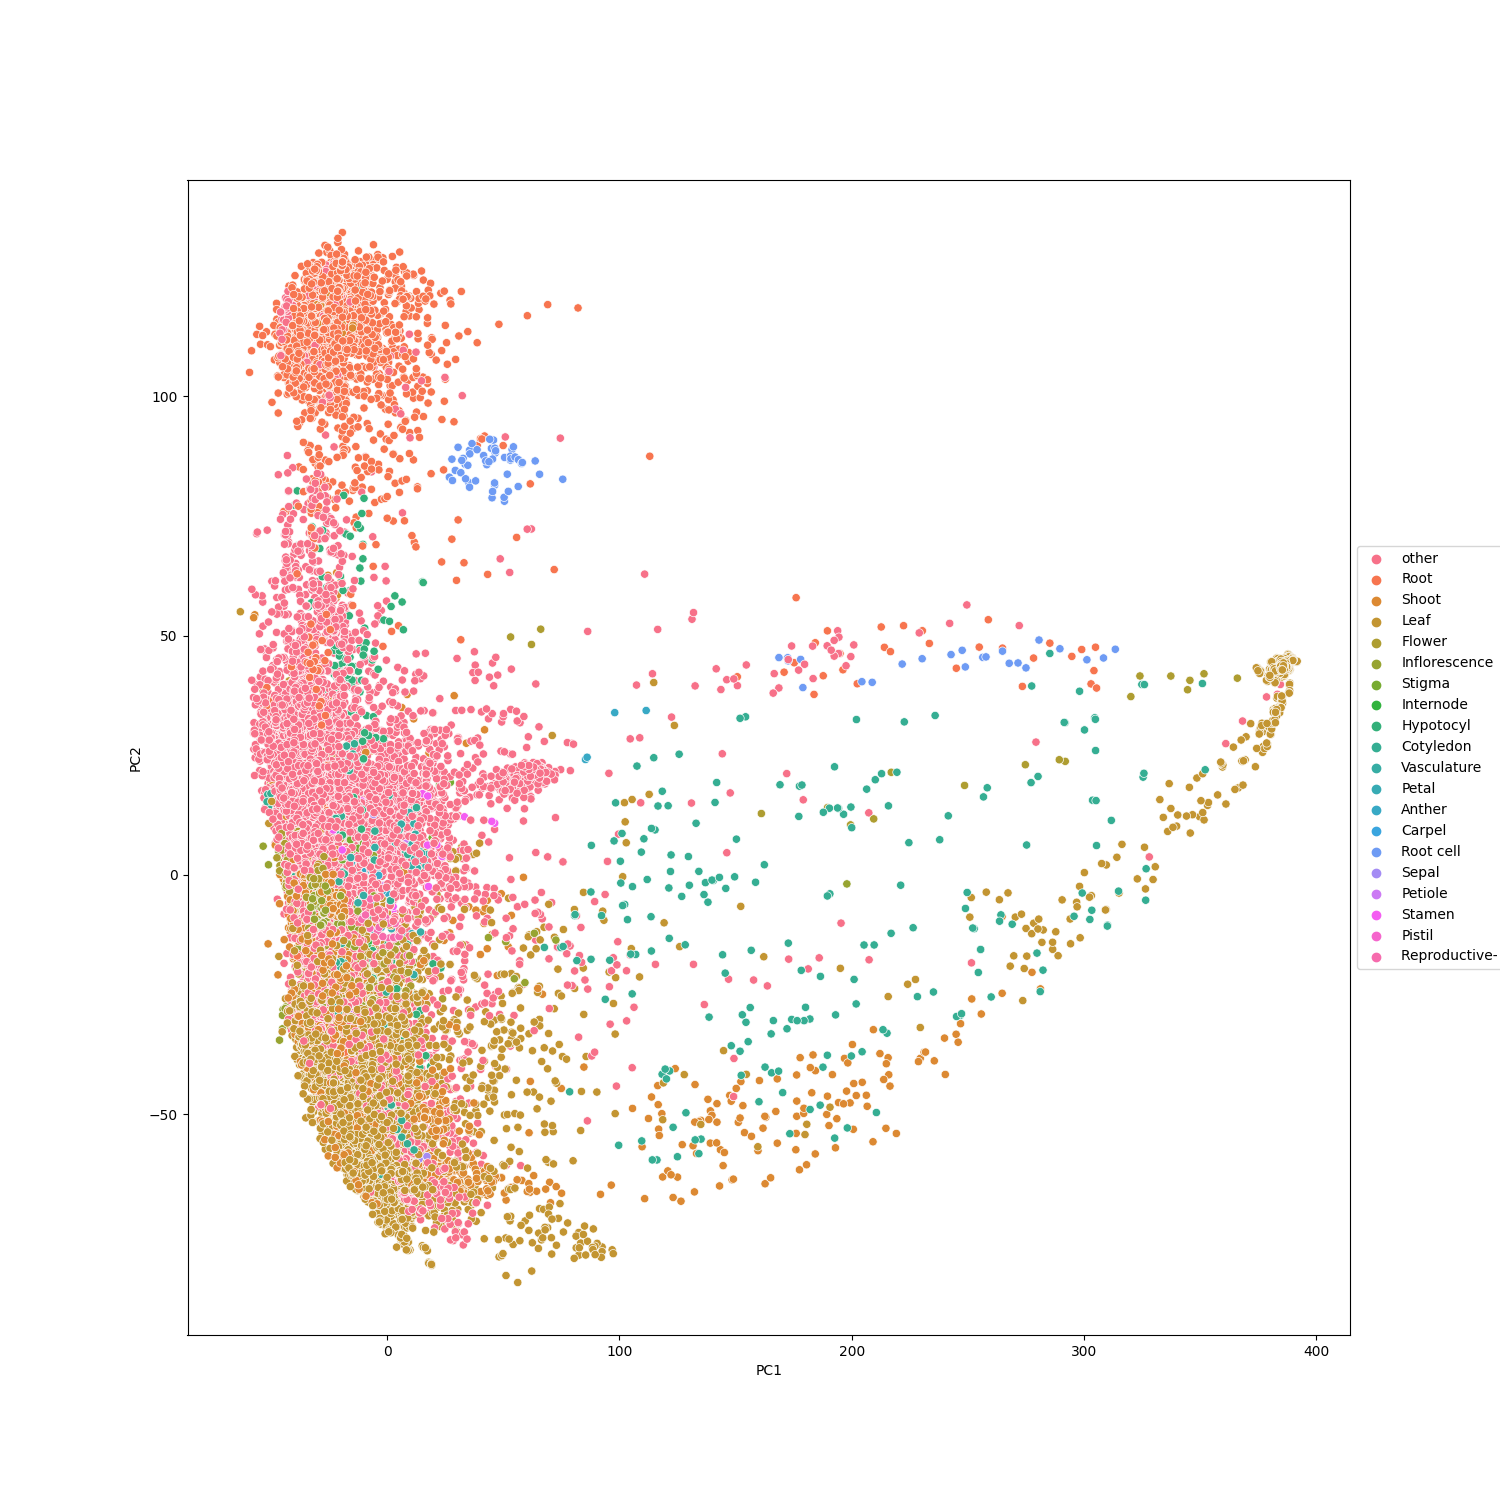 100
50
0
−50
PC2
0
100
200
300
400
PC1
other
Root
Shoot
Leaf
Flower
Inflorescence
Stigma
Internode
Hypotocyl
Cotyledon
Vasculature
Petal
Anther
Carpel
Root cell
Sepal
Petiole
Stamen
Pistil
Reproductive-